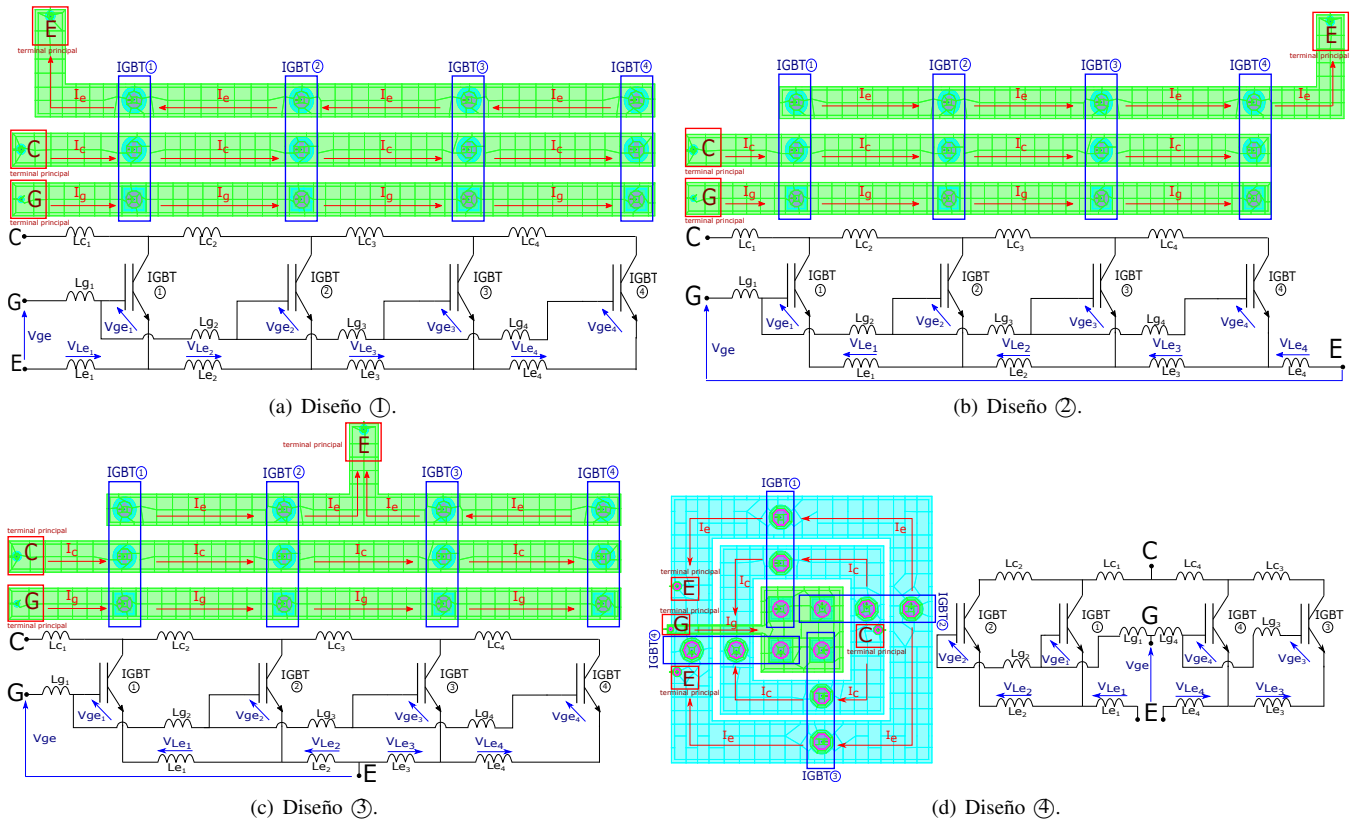 E
terminal principal
IGBT①
IGBT②
IGBT③
IGBT④
Ie
Ie
Ie
Ie
C
Ic
Ic
Ic
Ic
G
Ig
Ig
Ig
Ig
terminal principal
C
Lc1
Lc2
Lc3
Lc4
IGBT
①
IGBT
②
IGBT
③
IGBT
④
G
Lg1
Vge1
Vge2
Vge3
Vge4
Vge
Lg2
Lg3
Lg4
VLe1
VLe2
VLe3
VLe4
E
Le1
Le2
Le3
Le4
(a) Diseño ①.
E
terminal principal
IGBT①
IGBT②
IGBT③
IGBT④
Ie
Ie
Ie
Ie
C
Ic
Ic
Ic
Ic
G
Ig
Ig
Ig
Ig
terminal principal
C
Lc1
Lc2
Lc3
Lc4
IGBT
①
IGBT
②
IGBT
③
IGBT
④
G
Lg1
Vge1
Vge2
Vge3
Vge4
Vge
Lg2
Lg3
Lg4
VLe1
VLe2
VLe3
VLe4
E
Le1
Le2
Le3
Le4
(b) Diseño ②.
terminal principal
E
IGBT①
IGBT②
IGBT③
IGBT④
Ie
Ie
Ie
Ie
terminal principal
C
Ic
Ic
Ic
Ic
G
Ig
Ig
Ig
Ig
terminal principal
C
Lc1
Lc2
Lc3
Lc4
IGBT
①
IGBT
②
IGBT
③
IGBT
④
G
Lg1
Vge1
Vge2
Vge3
Vge4
Vge
Lg2
Lg3
Lg4
VLe1
VLe2
VLe3
VLe4
Le1
Le2
E
Le3
Le4
(c) Diseño ③.
IGBT①
Ie
Ie
Ic
Ic
terminal principal
E
terminal principal
G
Ig
IGBT②
IGBT④
C
terminal principal
E
terminal principal
Ic
Ic
Ie
Ie
IGBT③
C
Lc2
Lc1
Lc4
Lc3
IGBT
②
IGBT
①
G
IGBT
④
IGBT
③
Lg1
Lg4
Lg3
Vge2
Lg2
Vge1
Vge
Vge4
Vge3
VLe2
VLe1
VLe4
VLe3
Le2
Le1
E
Le4
Le3
(d) Diseño ④.